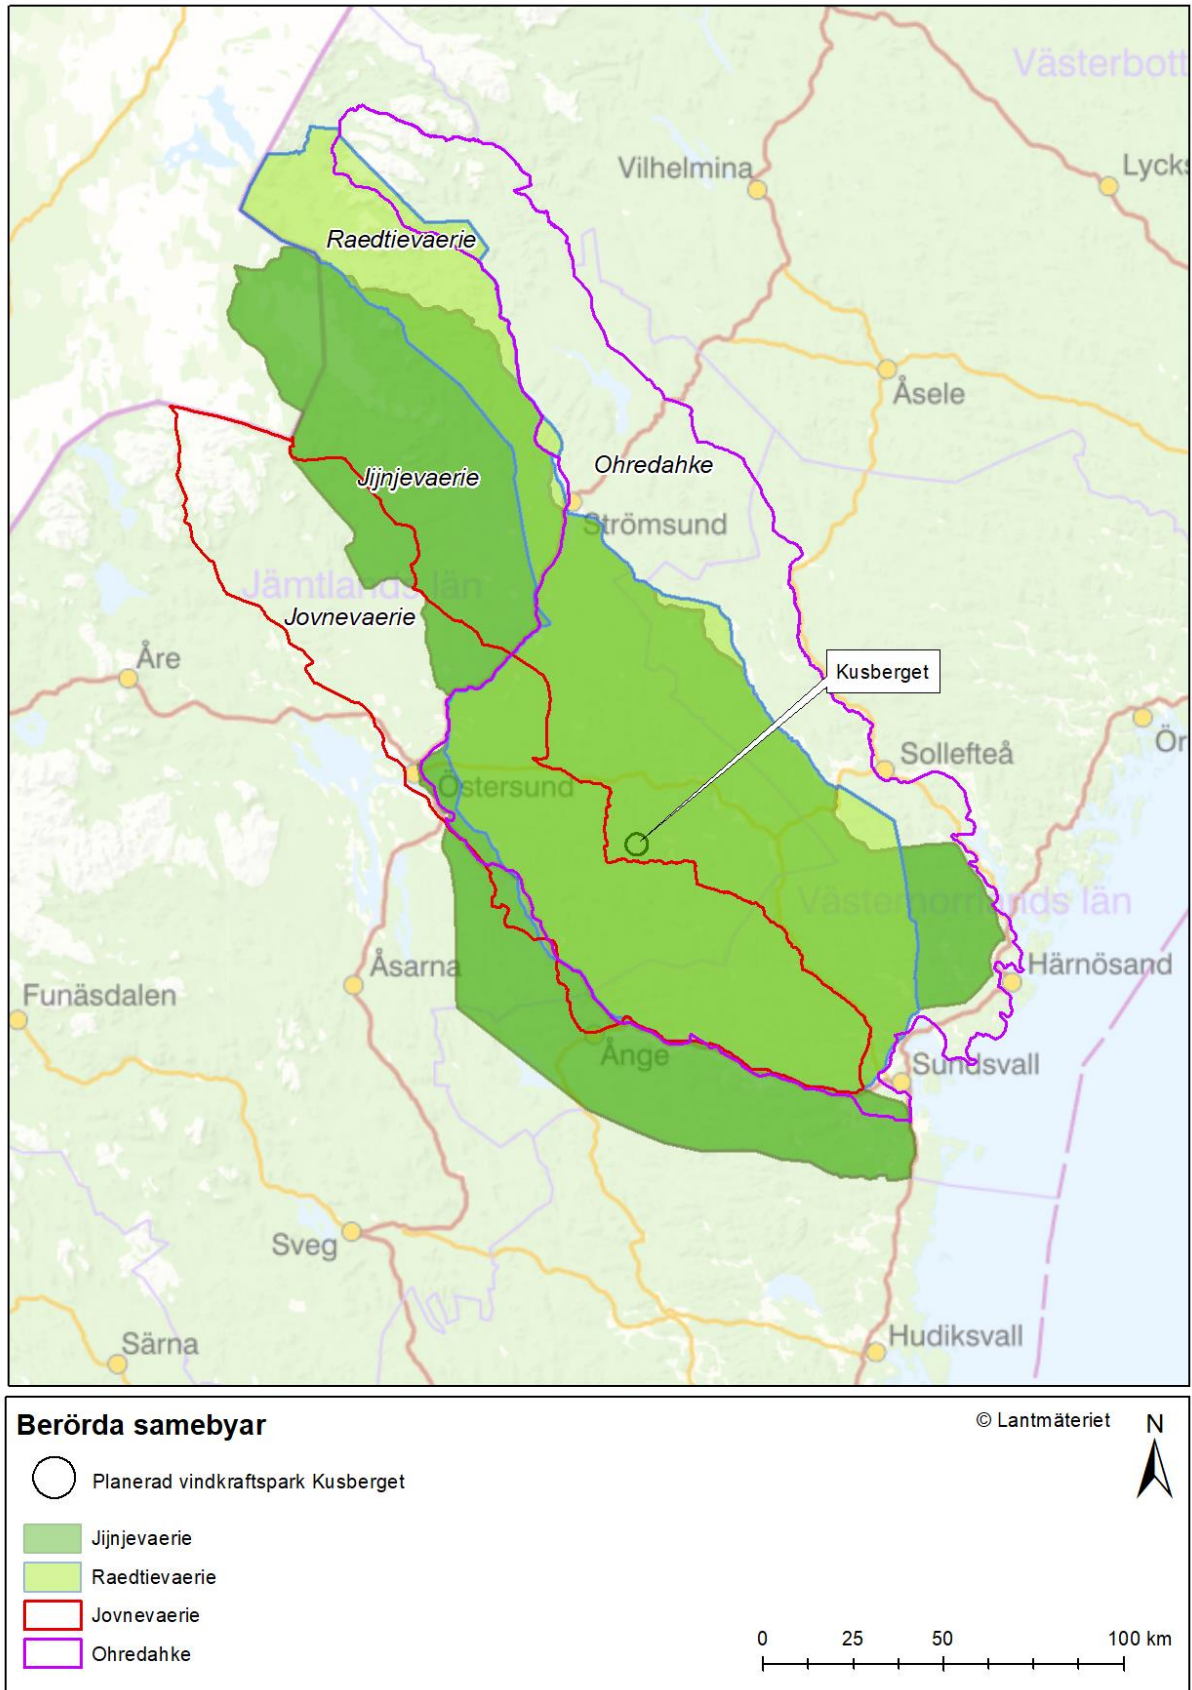 Västerbott
Vilhelmina
Lycks
Raedtievaerie
Åsele
Ohredahke
Jijnjevaerie
Strömsund
Jämtlands län
Jovnevaerie
Åre
Kusberget
Ör
Sollefteå
Östersund
Västernorrlands län
Åsarna
Härnösand
Funäsdalen
Ånge
Sundsvall
Sveg
Hudiksvall
Särna
Berörda samebyar
© Lantmäteriet
N
Planerad vindkraftspark Kusberget
Jijnjevaerie
Raedtievaerie
Jovnevaerie
Ohredahke
0 25 50 100 km